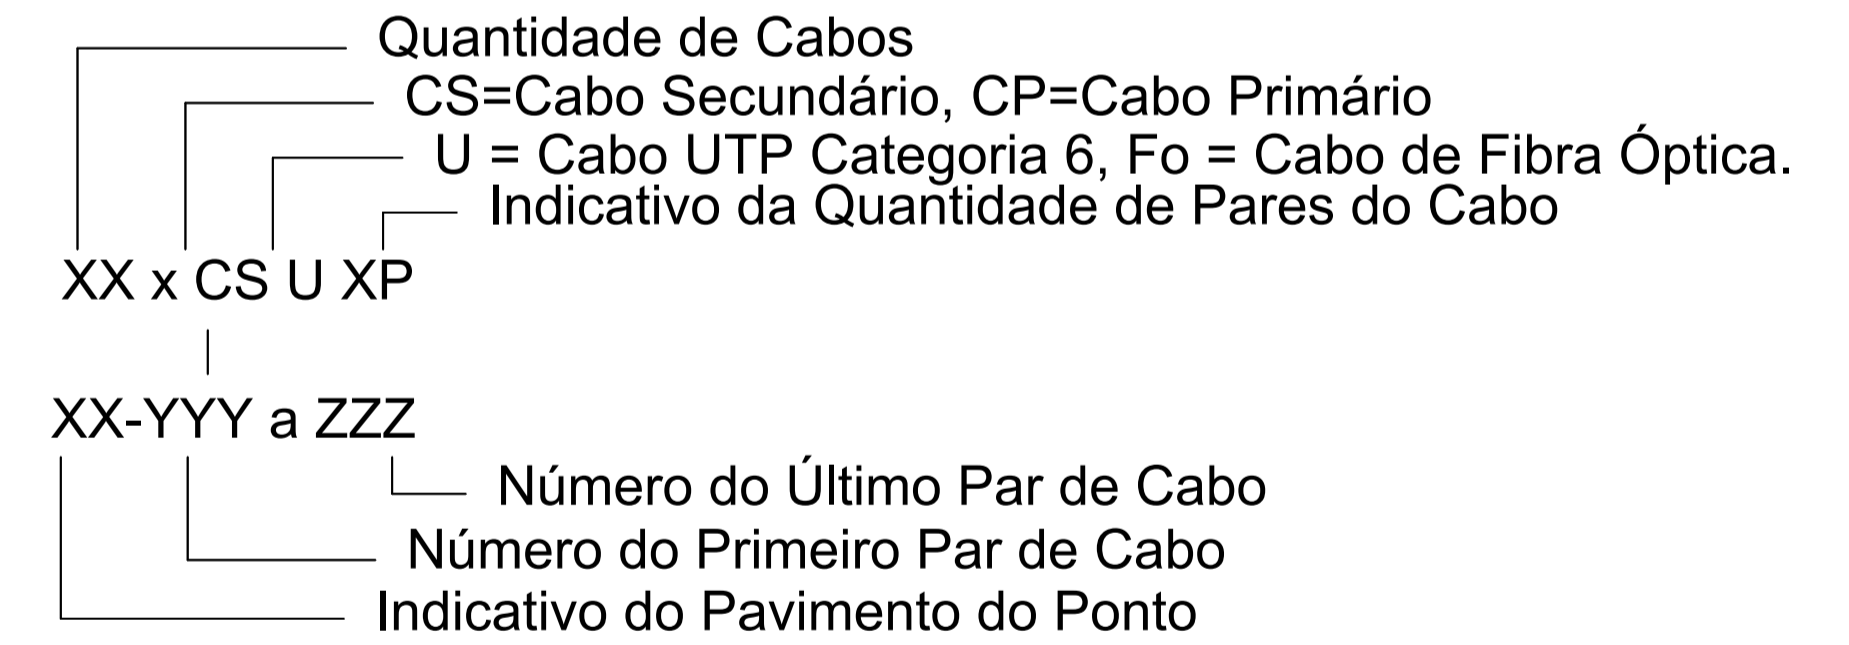 Quantidade de Cabos
CS=Cabo Secundário, CP=Cabo Primário
U = Cabo UTP Categoria 6, Fo = Cabo de Fibra Óptica.
Indicativo da Quantidade de Pares do Cabo
XX x CS U XP
XX-YYY a ZZZ
Número do Último Par de Cabo
Número do Primeiro Par de Cabo
Indicativo do Pavimento do Ponto